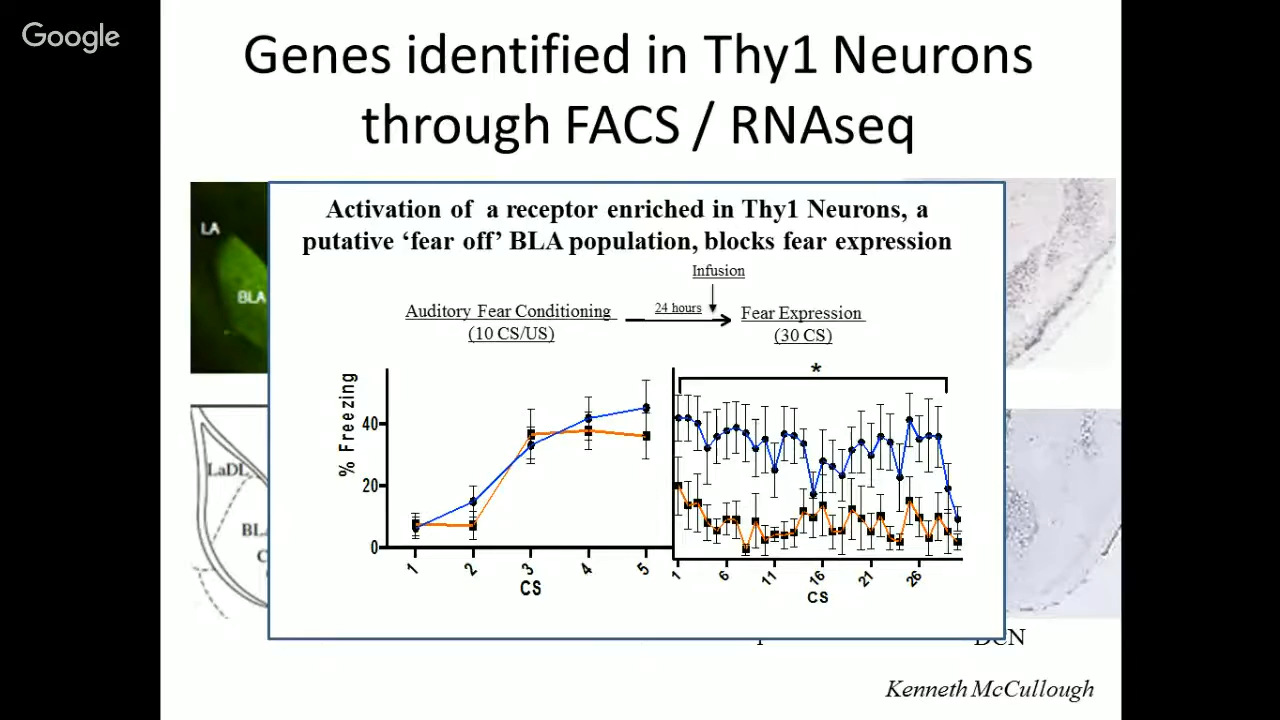 Google
Genes identified in Thy1 Neurons
through FACS / RNAseq
LA
BLA
LaDL
BLA
Activation of a receptor enriched in Thy1 Neurons, a
putative ‘fear off’ BLA population, blocks fear expression
Infusion
Auditory Fear Conditioning
(10 CS/US)
24 hours
Fear Expression
(30 CS)
% Freezing
40
20
0
1
2
3
4
5
CS
*
1
6
11
16
21
26
CS
DCN
Kenneth McCullough